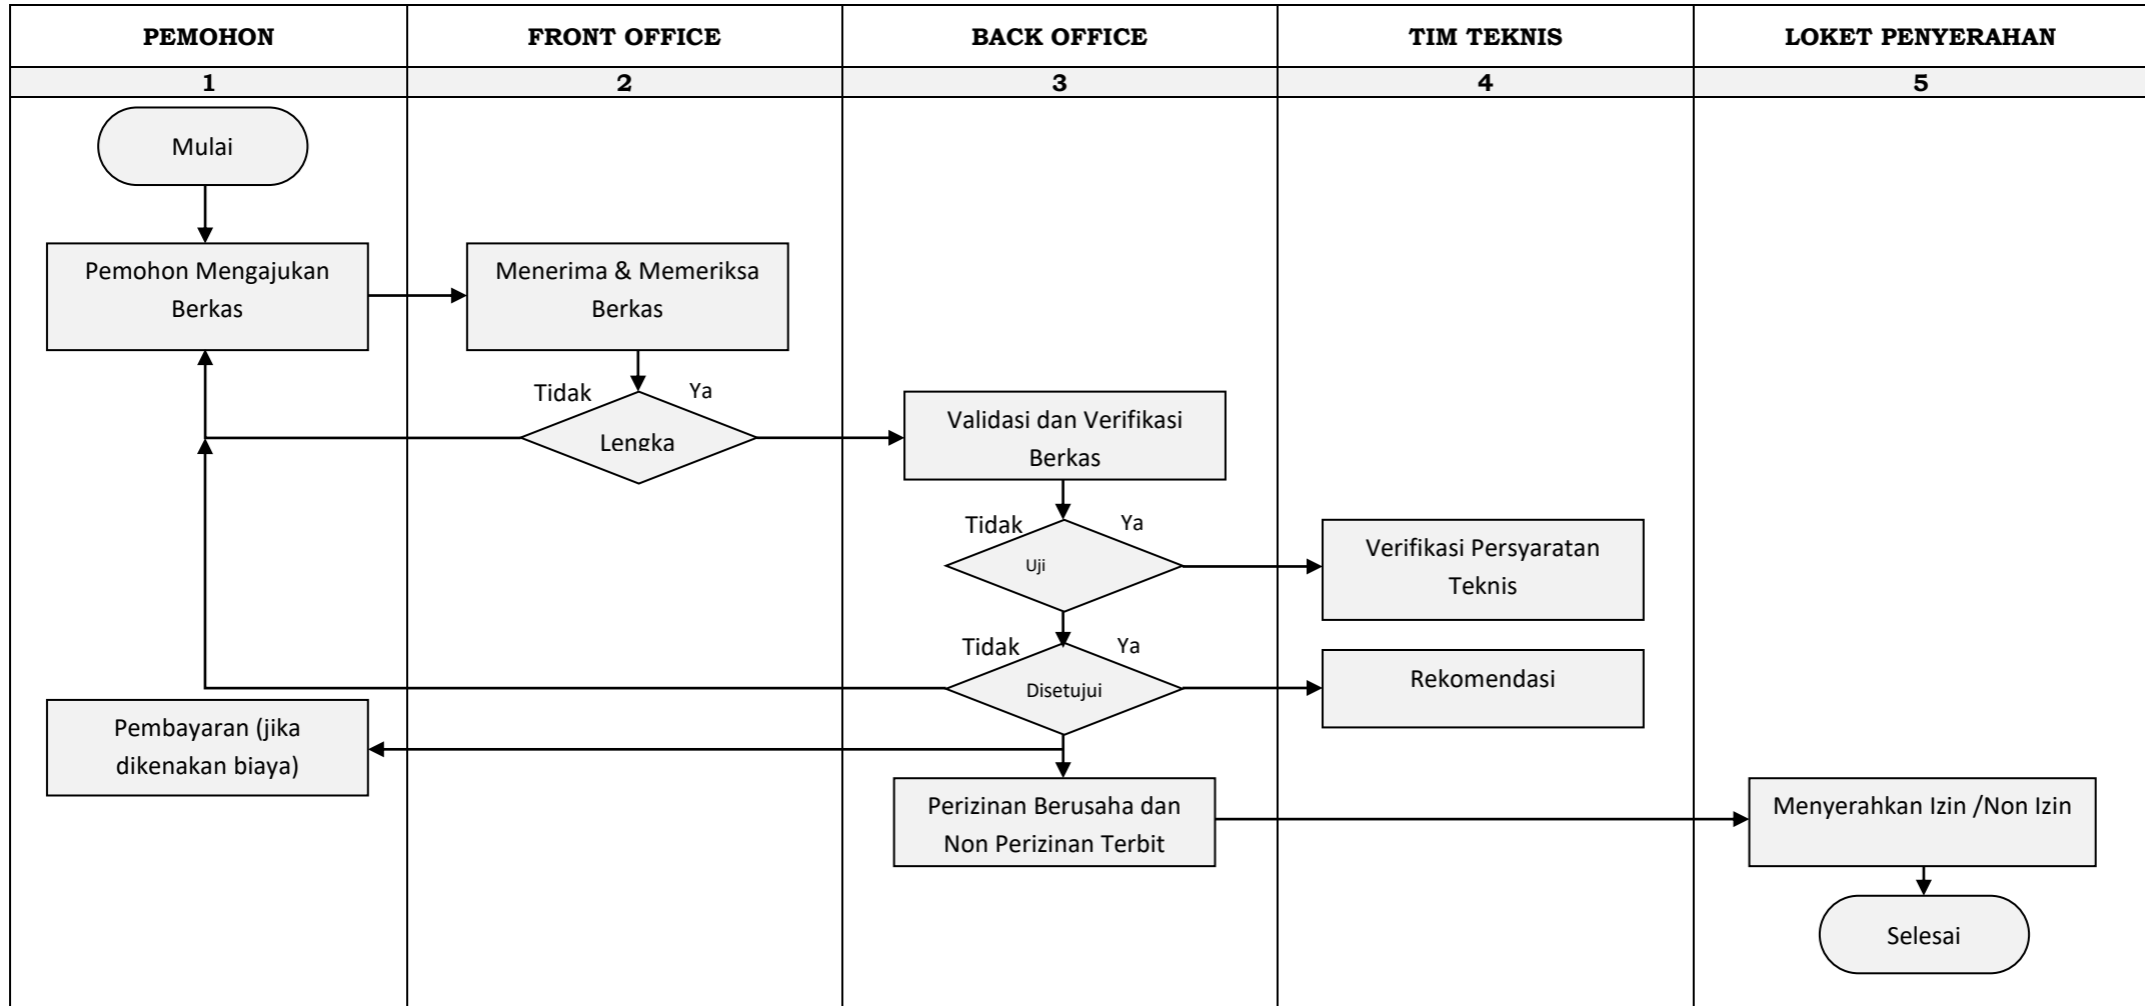 PEMOHON
FRONT OFFICE
BACK OFFICE
TIM TEKNIS
LOKET PENYERAHAN
1
2
3
4
5
Mulai
Pemohon Mengajukan
Berkas
Menerima & Memeriksa
Berkas
Tidak
Ya
Lengka
Validasi dan Verifikasi
Berkas
Tidak
Ya
Uji
Verifikasi Persyaratan
Teknis
Tidak
Ya
Disetujui
Rekomendasi
Pembayaran (jika
dikenakan biaya)
Perizinan Berusaha dan
Non Perizinan Terbit
Menyerahkan Izin /Non Izin
Selesai